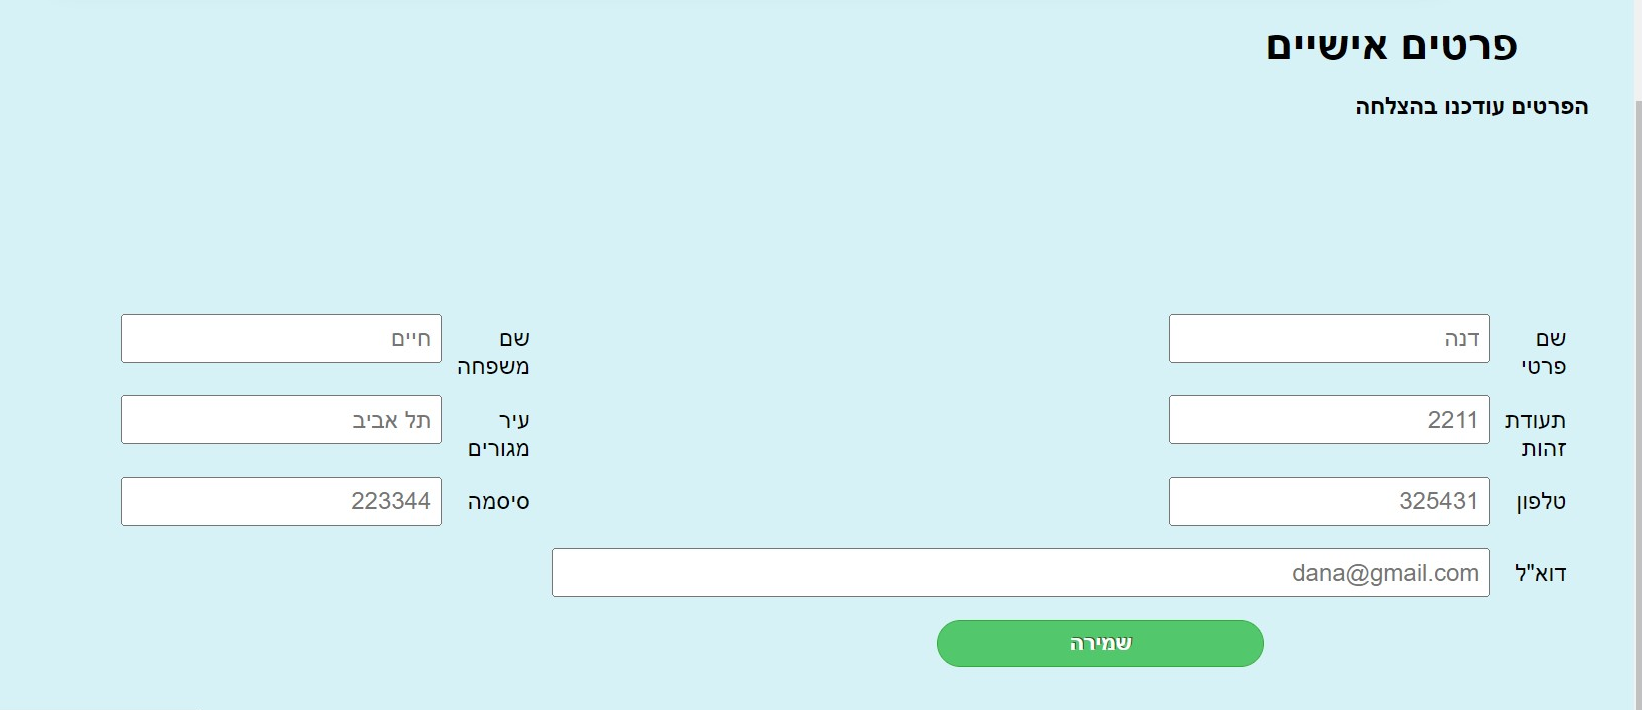 פרטים אישיים
הפרטים עודכנו בהצלחה
שם
פרטי
דנה
שם
משפחה
חיים
תעודת
זהות
2211
עיר
מגורים
תל אביב
טלפון
325431
סיסמה
223344
דוא"ל
dana@gmail.com
שמירה